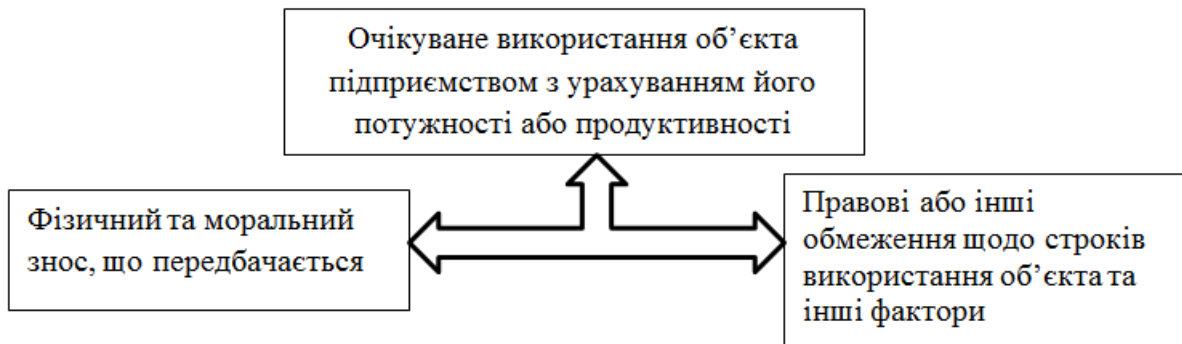 Очікуване використання об’єкта
підприємством з урахуванням його
потужності або продуктивності
Фізичний та моральний
знос, що передбачається
Правові або інші
обмеження щодо строків
використання об’єкта та
інші фактори